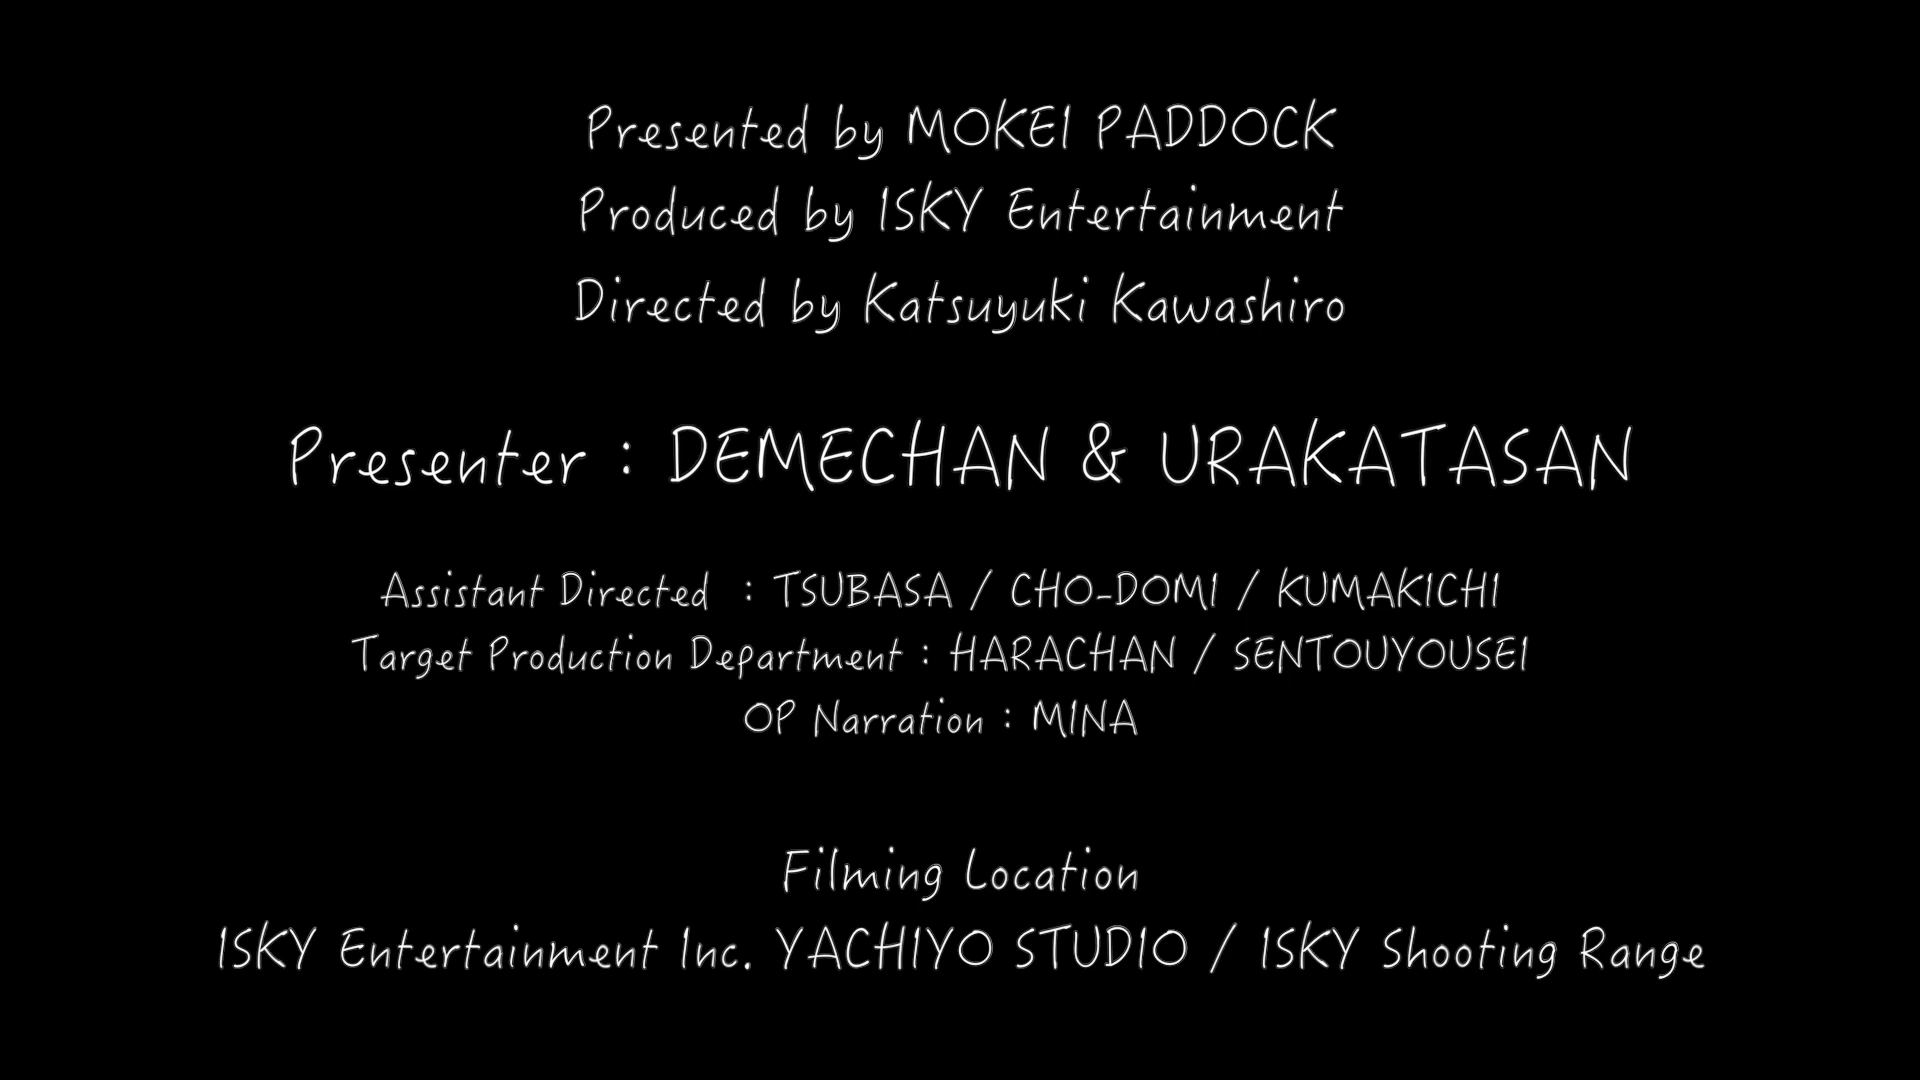 Presented by MOKEI PADDOCK
Produced by ISKY Entertainment
Directed by Katsuyuki Kawashiro
Presenter : DEMECHAN & URAKATASAN
Assistant Directed : TSUBASA / CHO-DOMI / KUMAKICHI
Target Production Department : HARACHAN / SENTOUYOUSEI
OP Narration : MINA
Filming Location
ISKY Entertainment Inc. YACHIYO STUDIO / ISKY Shooting Range